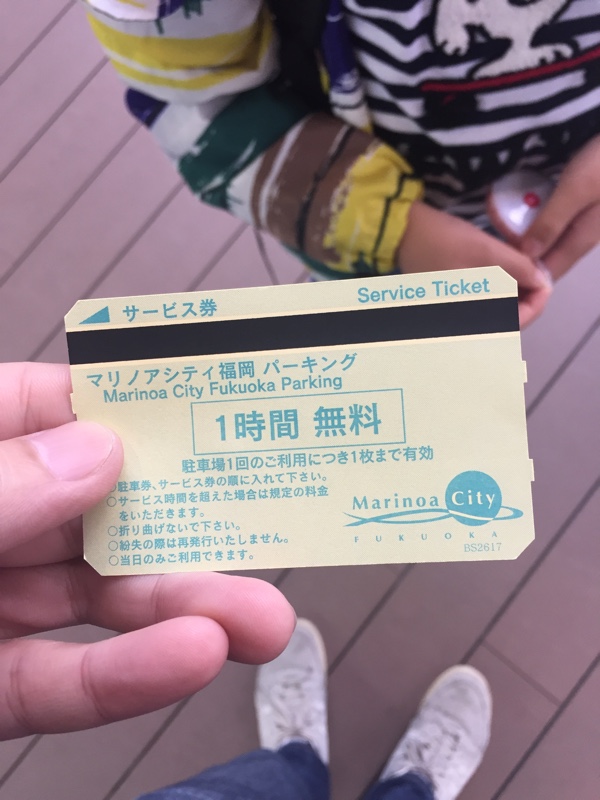 サービス券
Service Ticket
マリノアシティ福岡 パーキング
Marinoa City Fukuoka Parking
1時間 無料
駐車場1回のご利用につき1枚まで有効
○駐車券、サービス券の順に入れて下さい。
○サービス時間を超えた場合は規定の料金
をいただきます。
○折り曲げないで下さい。
○紛失の際は再発行いたしません。
○当日のみご利用できます。
Marinoa City
FUKUOKA
BS2617